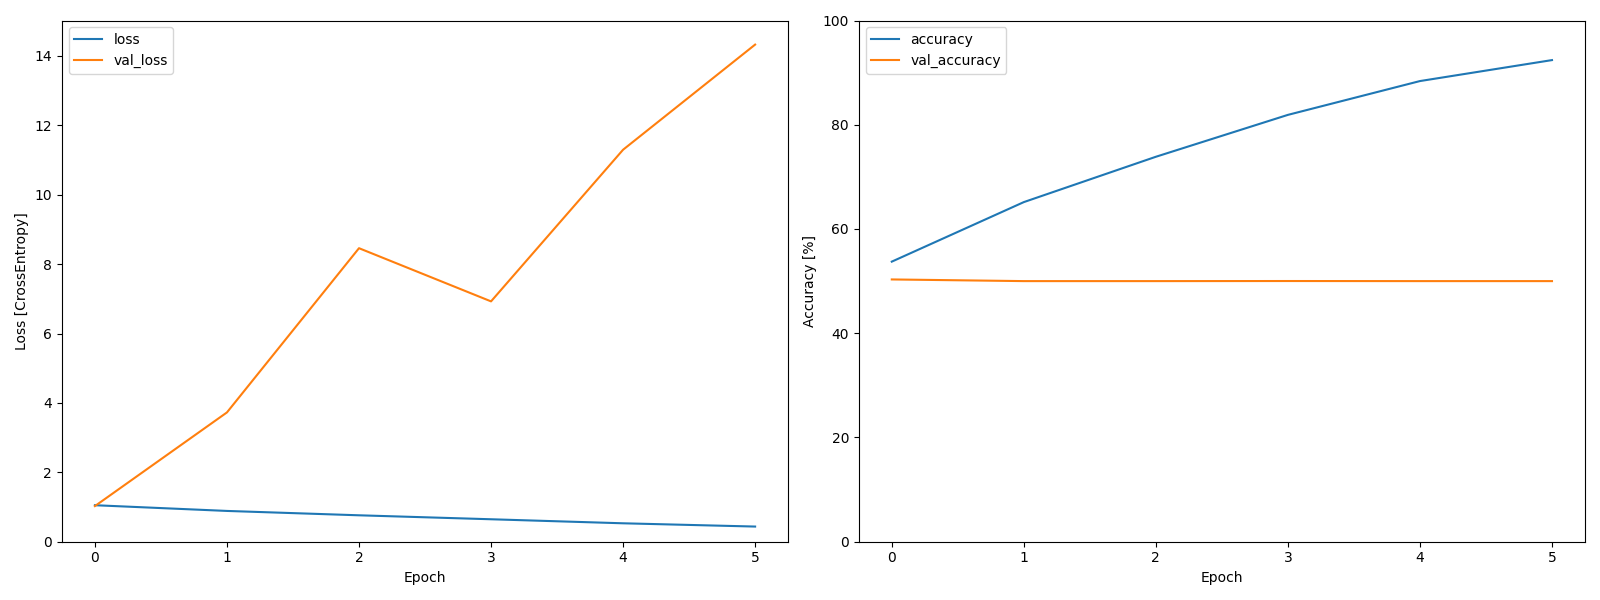 loss
val_loss
14
12
10
8
6
4
2
0
Loss [CrossEntropy]
0 1 2 3 4 5
Epoch
accuracy
val_accuracy
100
80
60
40
20
0
Accuracy [%]
0 1 2 3 4 5
Epoch